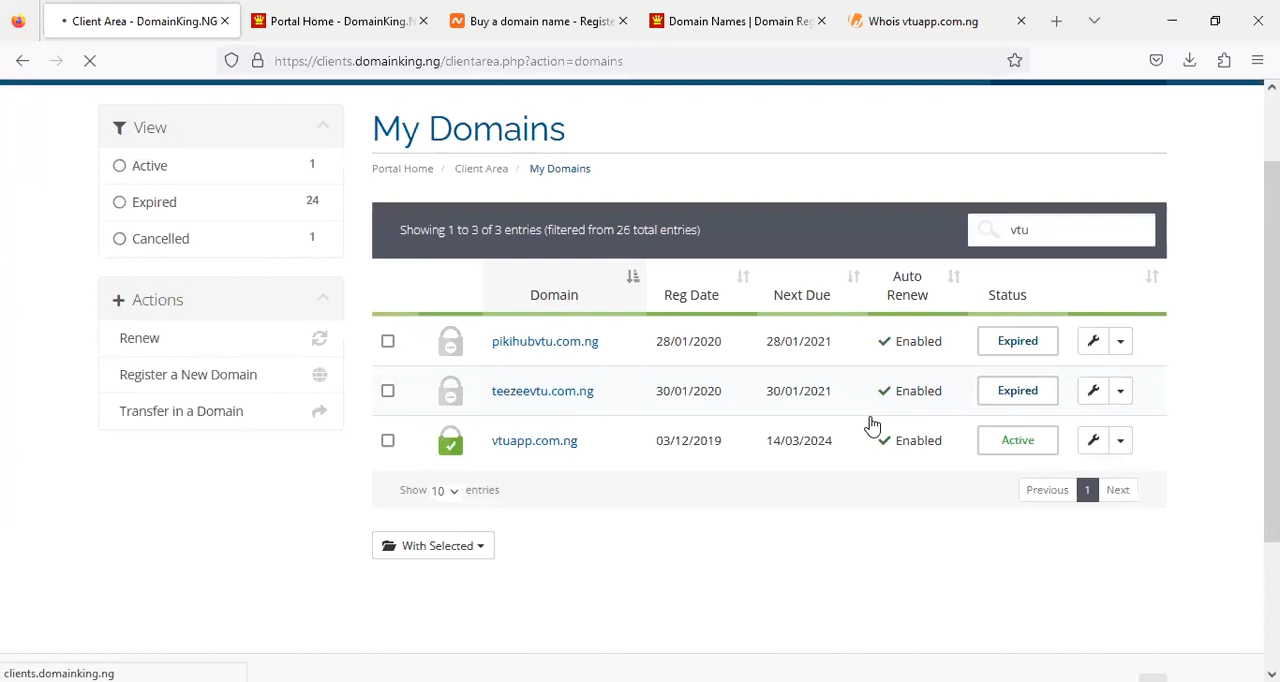 Client Area - DomainKing.NG
Portal Home - DomainKing.N
Buy a domain name - Registe
Domain Names | Domain Reg
Whois vtuapp.com.ng
https://clients.domainking.ng/clientarea.php?action=domains
View
Active 1
Expired 24
Cancelled 1
Actions
Renew
Register a New Domain
Transfer in a Domain
My Domains
Portal Home / Client Area / My Domains
Showing 1 to 3 of 3 entries (filtered from 26 total entries)
vtu
Domain Reg Date Next Due Auto Renew Status
pikihubvtu.com.ng 28/01/2020 28/01/2021 Enabled Expired
teezeevtu.com.ng 30/01/2020 30/01/2021 Enabled Expired
vtuapp.com.ng 03/12/2019 14/03/2024 Enabled Active
Show 10 entries
Previous 1 Next
With Selected
clients.domainking.ng